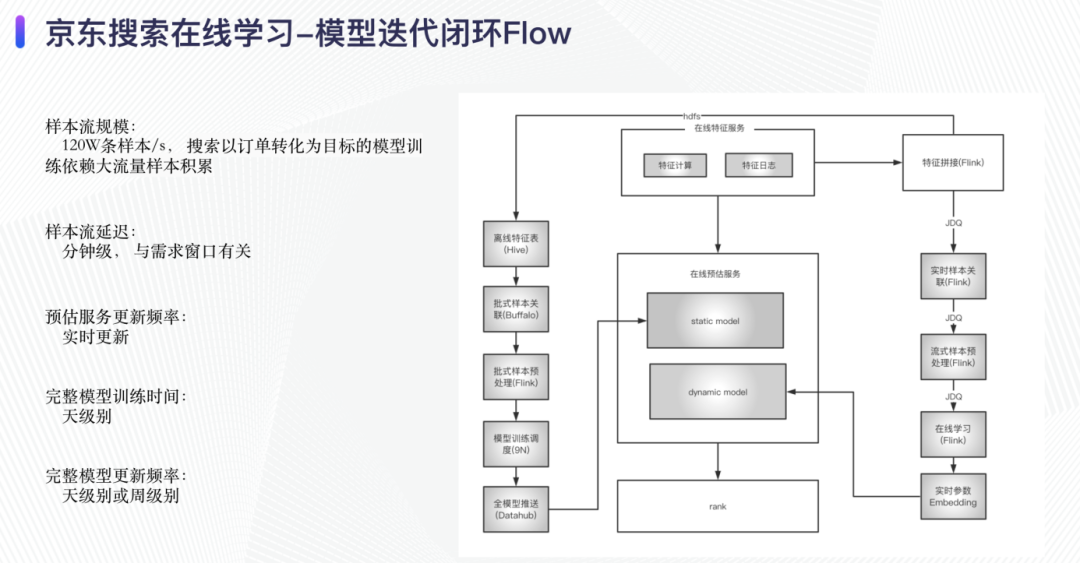 京东搜索在线学习-模型迭代闭环Flow
样本流规模：
120W条样本/s，搜索以订单转化为目标的模型训
练依赖大流量样本积累
样本流延迟：
分钟级，与需求窗口有关
预估服务更新频率：
实时更新
完整模型训练时间：
天级别
完整模型更新频率：
天级别或周级别
hdfs
在线特征服务
特征计算
特征日志
特征拼接(Flink)
JDQ
离线特征表
(Hive)
批式样本关
联(Buffalo)
批式样本预
处理(Flink)
模型训练调
度(9N)
全模型推送
(Datahub)
在线预估服务
static model
dynamic model
rank
实时样本关
联(Flink)
JDQ
流式样本预
处理(Flink)
JDQ
在线学习
(Flink)
实时参数
Embedding